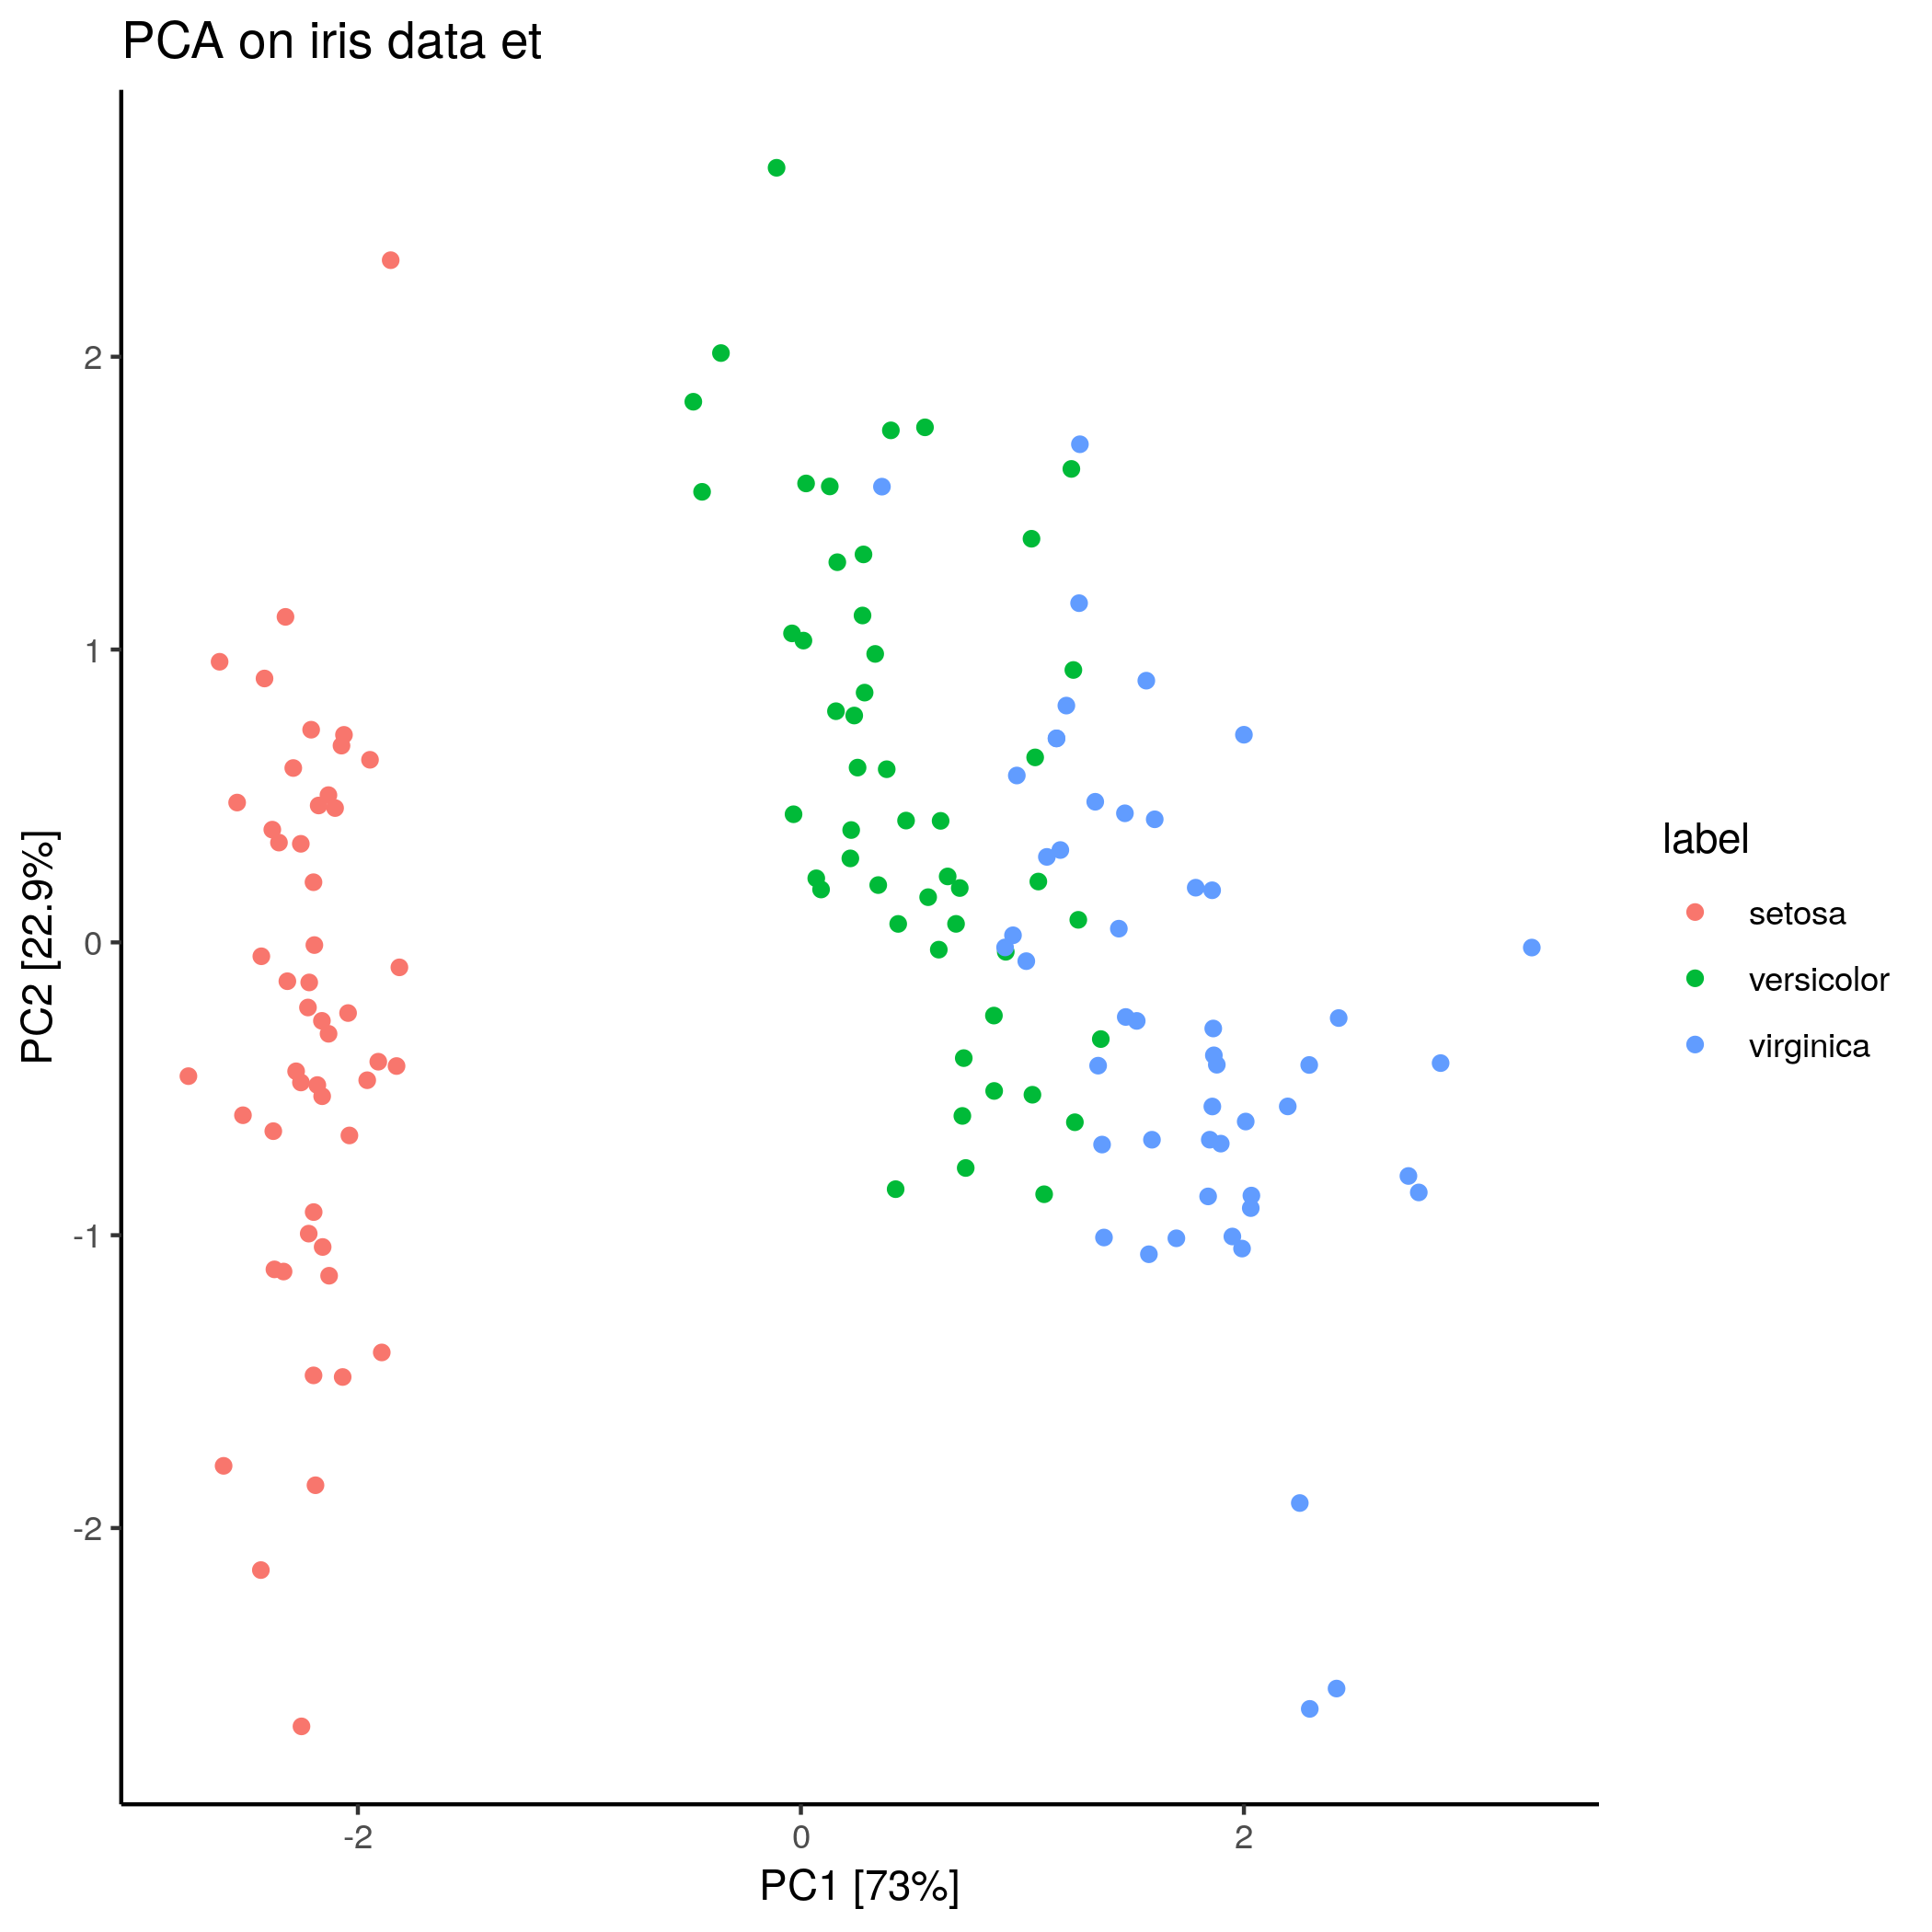 PCA on iris data et
PC2 [22.9%]
2
1
0
-1
-2
-2
0
2
PC1 [73%]
label
setosa
versicolor
virginica